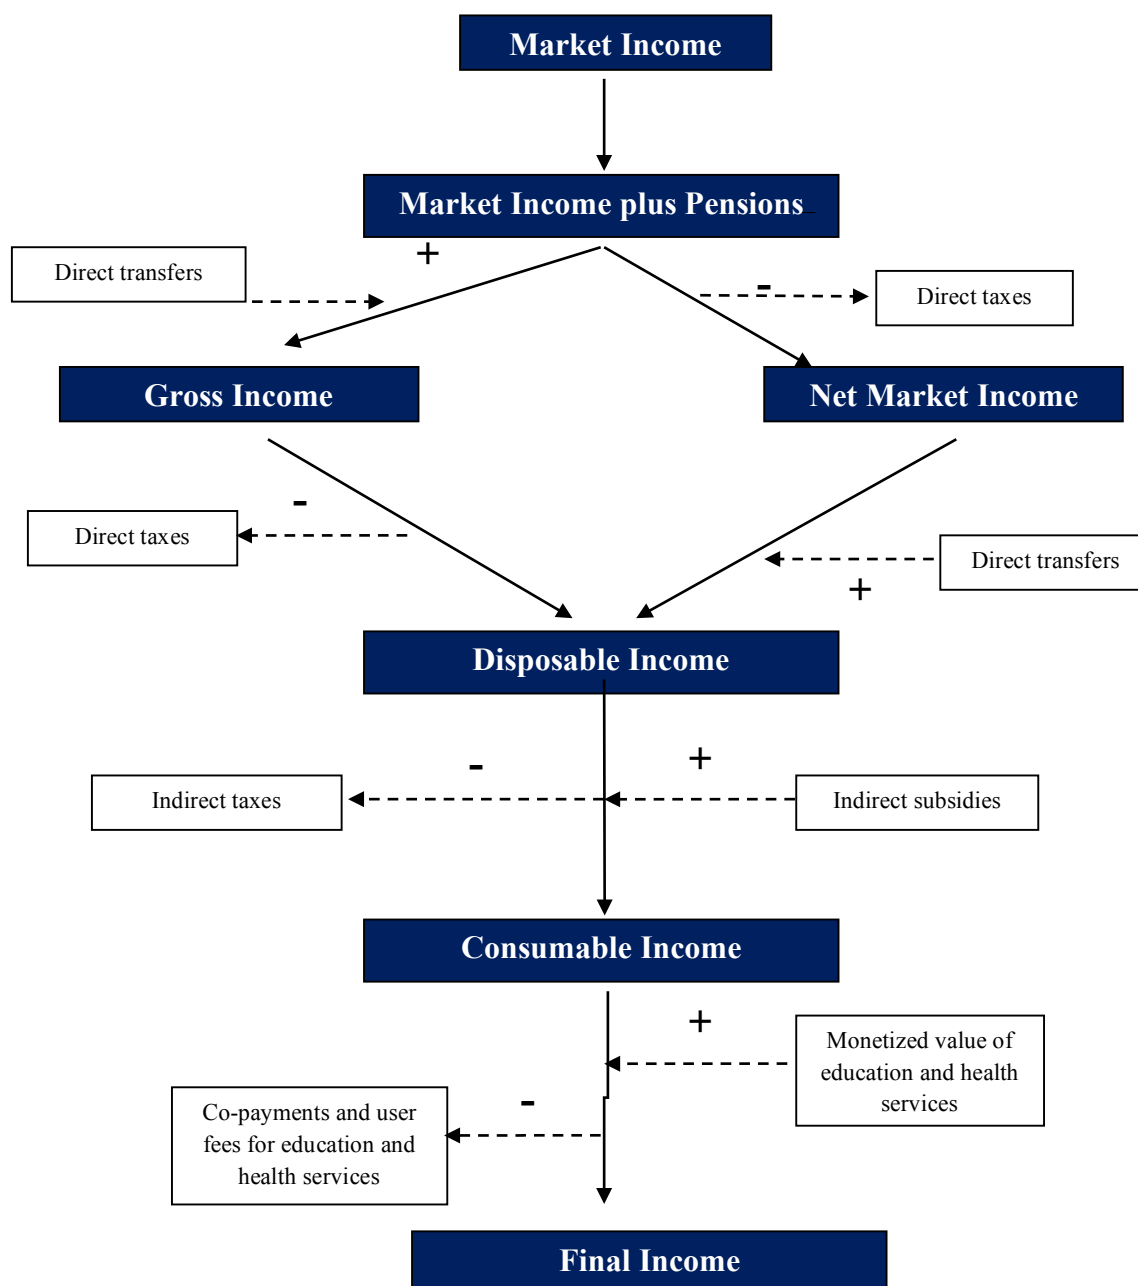 Market Income
Market Income plus Pensions
+
Direct transfers
-
Direct taxes
Gross Income
Net Market Income
-
Direct taxes
Direct transfers
+
Disposable Income
-
+
Indirect taxes
Indirect subsidies
Consumable Income
+
Monetized value of
education and health
services
-
Co-payments and user
fees for education and
health services
Final Income